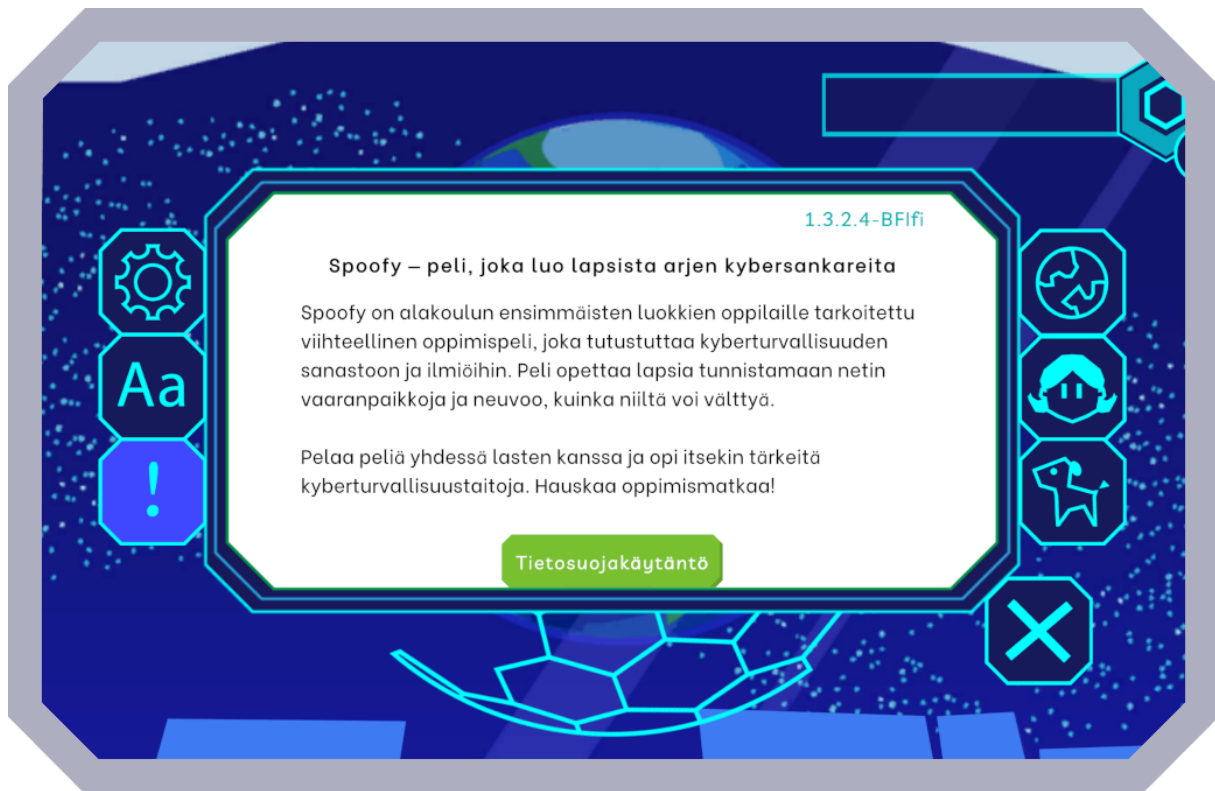 1.3.2.4-BFIfi
Spoofy – peli, joka luo lapsista arjen kybersankareita
Spoofy on alakoulun ensimmäisten luokkien oppilaille tarkoitettu
viihteellinen oppimispeli, joka tutustuttaa kyberturvallisuuden
sanastoon ja ilmiöihin. Peli opettaa lapsia tunnistamaan netin
vaaranpaikkoja ja neuvoo, kuinka niiltä voi välttyä.
Pelaa peliä yhdessä lasten kanssa ja opi itsekin tärkeitä
kyberturvallisuustaitoja. Hauskaa oppimismatkaa!
Aa
!
Tietosuojakäytäntö